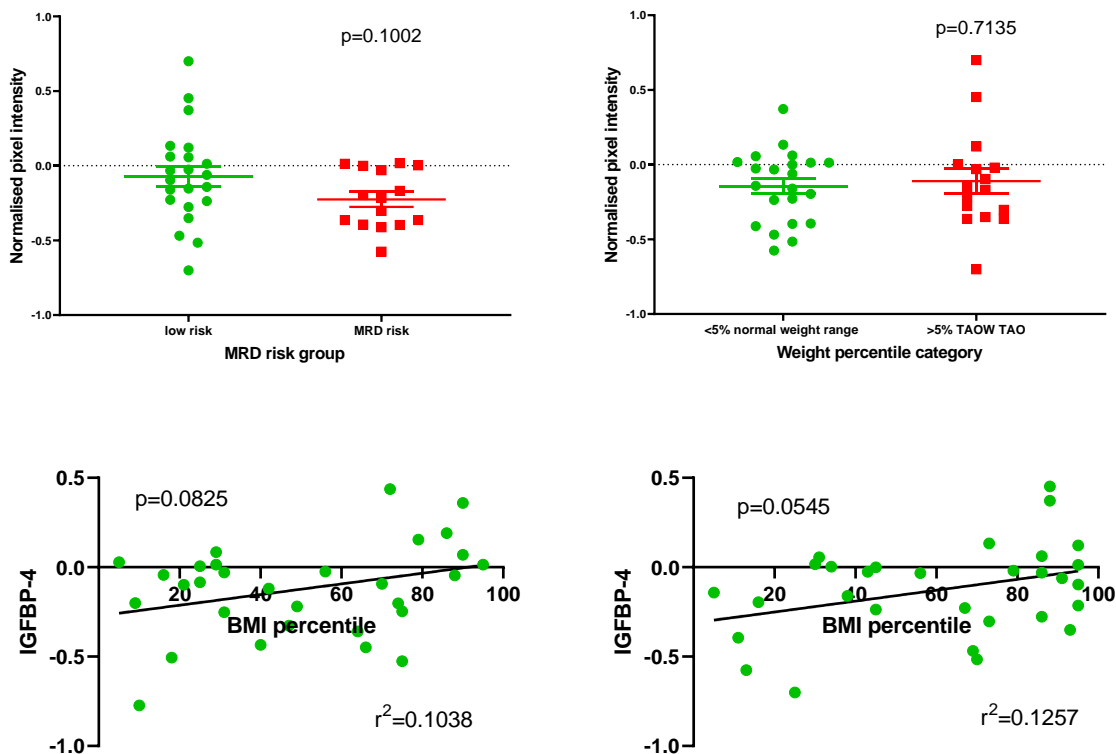 p=0.1002
1.0
0.5
0.0
-0.5
-1.0
Normalised pixel intensity
low risk
MRD risk
MRD risk group
p=0.7135
1.0
0.5
0.0
-0.5
-1.0
Normalised pixel intensity
<5% normal weight range
>5% TAOW TAO
Weight percentile category
p=0.0825
0.5
0.0
-0.5
-1.0
IGFBP-4
20 40 60 80 100
BMI percentile
r²=0.1038
p=0.0545
0.5
0.0
-0.5
-1.0
IGFBP-4
20 40 60 80 100
BMI percentile
r²=0.1257